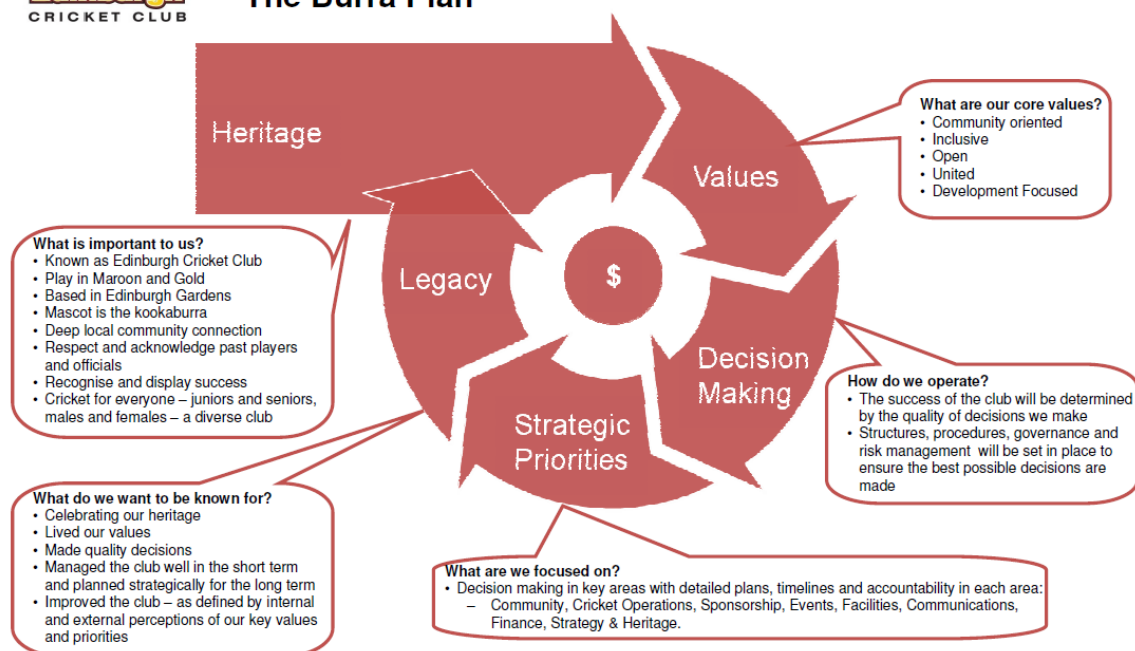 Edinburgh
CRICKET CLUB
The Burra Plan
Heritage
Values
What are our core values?
• Community oriented
• Inclusive
• Open
• United
• Development Focused
What is important to us?
• Known as Edinburgh Cricket Club
• Play in Maroon and Gold
• Based in Edinburgh Gardens
• Mascot is the kookaburra
• Deep local community connection
• Respect and acknowledge past players
and officials
• Recognise and display success
• Cricket for everyone – juniors and seniors,
males and females – a diverse club
Legacy
$
Decision
Making
How do we operate?
• The success of the club will be determined
by the quality of decisions we make
• Structures, procedures, governance and
risk management will be set in place to
ensure the best possible decisions are
made
Strategic
Priorities
What do we want to be known for?
• Celebrating our heritage
• Lived our values
• Made quality decisions
• Managed the club well in the short term
and planned strategically for the long term
• Improved the club – as defined by internal
and external perceptions of our key values
and priorities
What are we focused on?
• Decision making in key areas with detailed plans, timelines and accountability in each area:
– Community, Cricket Operations, Sponsorship, Events, Facilities, Communications,
Finance, Strategy & Heritage.